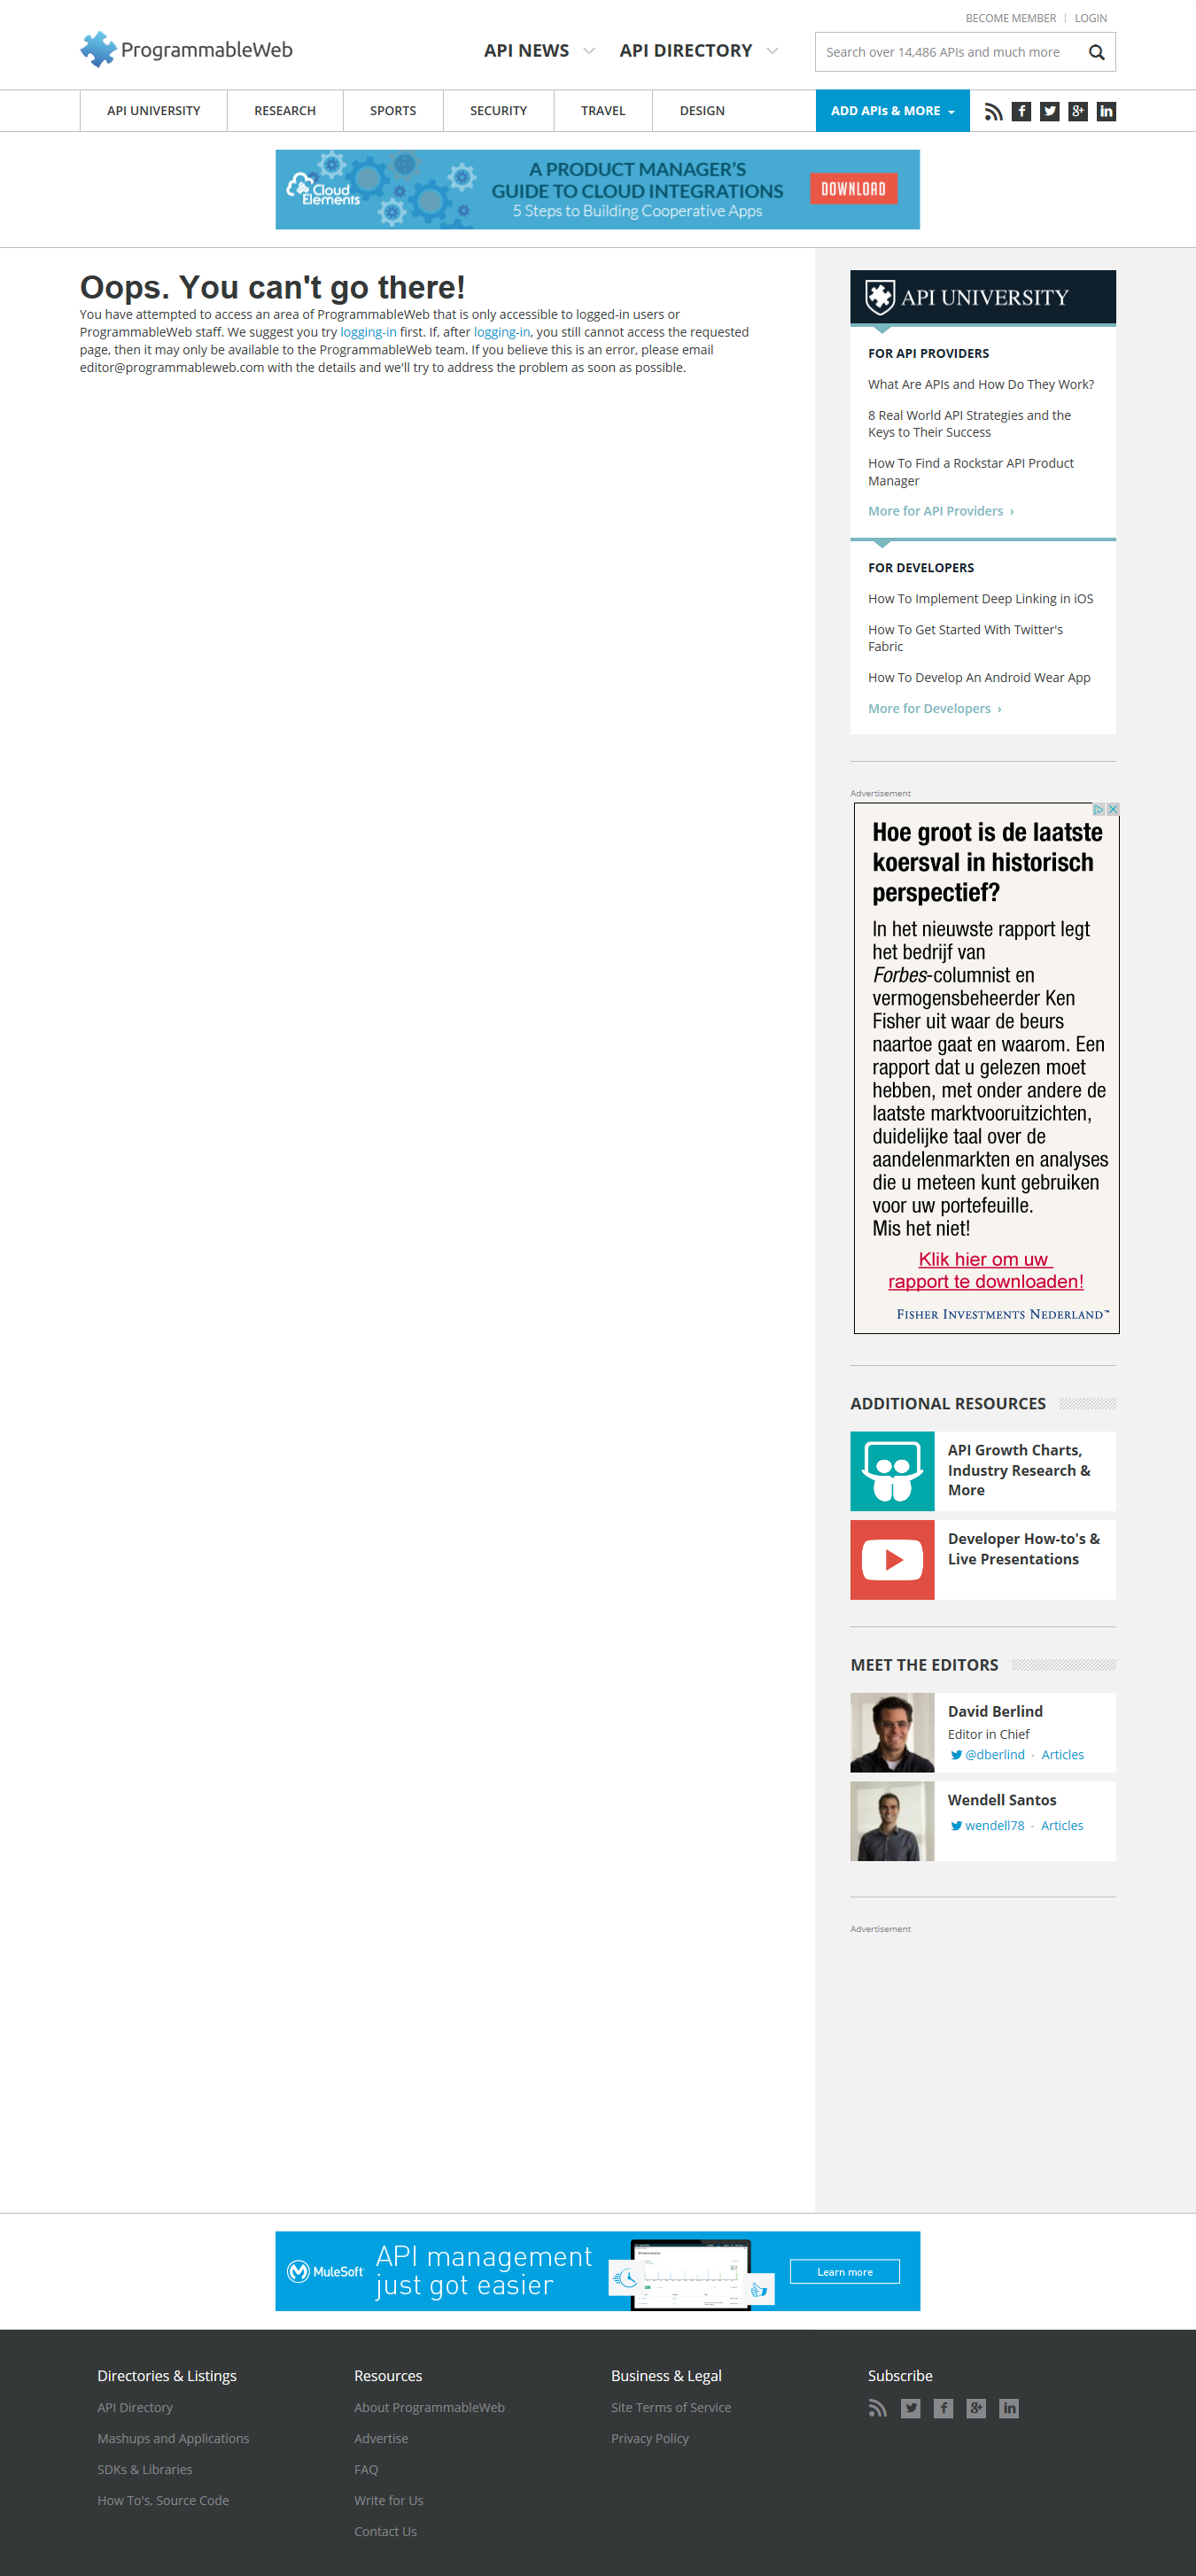 BECOME MEMBER | LOGIN
ProgrammableWeb
API NEWS
API DIRECTORY
Search over 14,486 APIs and much more
API UNIVERSITY
RESEARCH
SPORTS
SECURITY
TRAVEL
DESIGN
ADD APIs & MORE
Cloud
Elements
A PRODUCT MANAGER'S
GUIDE TO CLOUD INTEGRATIONS
5 Steps to Building Cooperative Apps
DOWNLOAD
Oops. You can't go there!
You have attempted to access an area of ProgrammableWeb that is only accessible to logged-in users or
ProgrammableWeb staff. We suggest you try logging-in first. If, after logging-in, you still cannot access the requested
page, then it may only be available to the ProgrammableWeb team. If you believe this is an error, please email
editor@programmableweb.com with the details and we'll try to address the problem as soon as possible.
API UNIVERSITY
FOR API PROVIDERS
What Are APIs and How Do They Work?
8 Real World API Strategies and the
Keys to Their Success
How To Find a Rockstar API Product
Manager
More for API Providers ›
FOR DEVELOPERS
How To Implement Deep Linking in iOS
How To Get Started With Twitter's
Fabric
How To Develop An Android Wear App
More for Developers ›
Advertisement
Hoe groot is de laatste
koersval in historisch
perspectief?
In het nieuwste rapport legt
het bedrijf van
Forbes-columnist en
vermogensbeheerder Ken
Fisher uit waar de beurs
naartoe gaat en waarom. Een
rapport dat u gelezen moet
hebben, met onder andere de
laatste marktvooruitzichten,
duidelijke taal over de
aandelenmarkten en analyses
die u meteen kunt gebruiken
voor uw portefeuille.
Mis het niet!
Klik hier om uw
rapport te downloaden!
FISHER INVESTMENTS NEDERLAND™
ADDITIONAL RESOURCES
API Growth Charts,
Industry Research &
More
Developer How-to's &
Live Presentations
MEET THE EDITORS
David Berlind
Editor in Chief
@dberlind · Articles
Wendell Santos
wendell78 · Articles
Advertisement
MuleSoft
API management
just got easier
Learn more
Directories & Listings
API Directory
Mashups and Applications
SDKs & Libraries
How To's, Source Code
Resources
About ProgrammableWeb
Advertise
FAQ
Write for Us
Contact Us
Business & Legal
Site Terms of Service
Privacy Policy
Subscribe